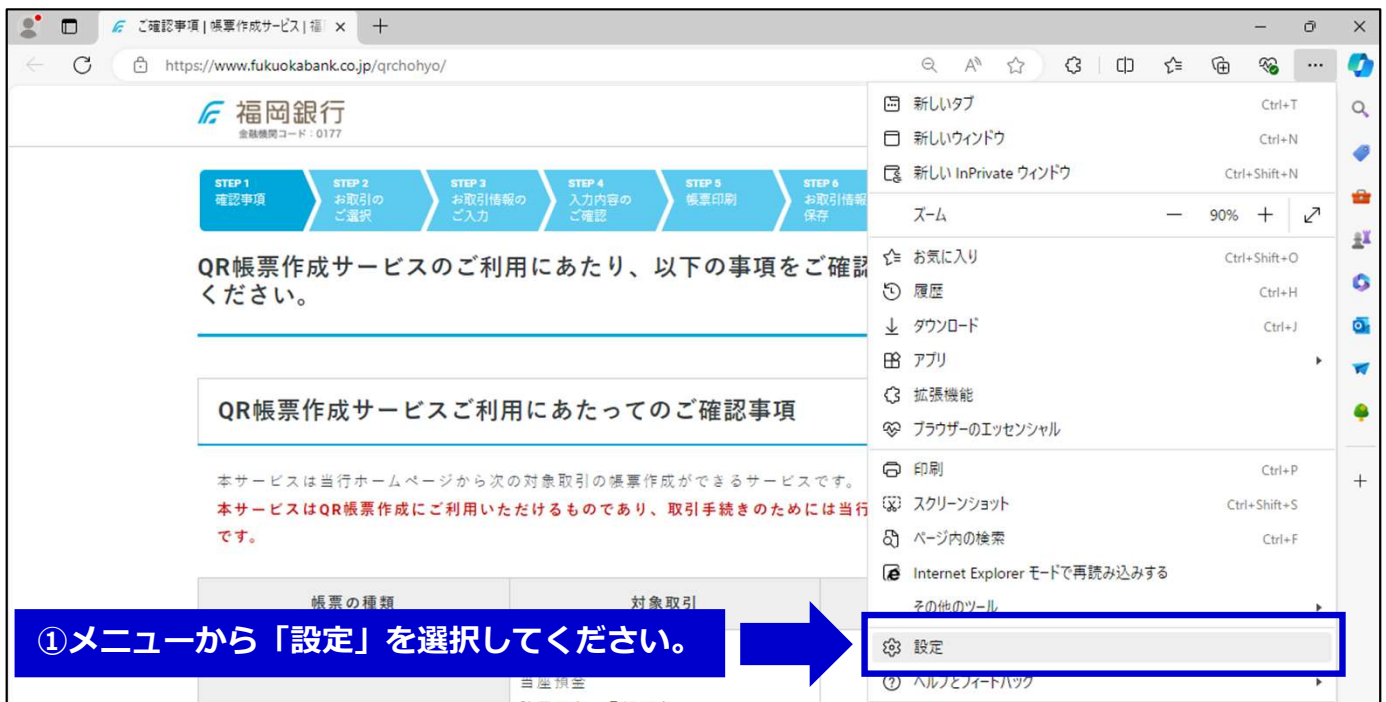 ご確認事項 | 帳票作成サービス | 福
https://www.fukuokabank.co.jp/qrchohyo/
福岡銀行
金融機関コード:0177
STEP 1
確認事項
STEP 2
お取引の
ご選択
STEP 3
お取引情報の
ご入力
STEP 4
入力内容の
ご確認
STEP 5
帳票印刷
STEP 6
お取引情報
保存
QR帳票作成サービスのご利用にあたり、以下の事項をご確認
ください。
QR帳票作成サービスご利用にあたってのご確認事項
本サービスは当行ホームページから次の対象取引の帳票作成ができるサービスです。
本サービスはQR帳票作成にご利用いただけるものであり、取引手続きのためには当行
です。
帳票の種類
対象取引
当座預金
新しいタブ Ctrl+T
新しいウィンドウ Ctrl+N
新しい InPrivate ウィンドウ Ctrl+Shift+N
ズーム — 90% +
お気に入り Ctrl+Shift+O
履歴 Ctrl+H
ダウンロード Ctrl+J
アプリ
拡張機能
ブラウザーのエッセンシャル
印刷 Ctrl+P
スクリーンショット Ctrl+Shift+S
ページ内の検索 Ctrl+F
Internet Explorer モードで再読み込みする
その他のツール
設定
ヘルプとフィードバック
①メニューから「設定」を選択してください。